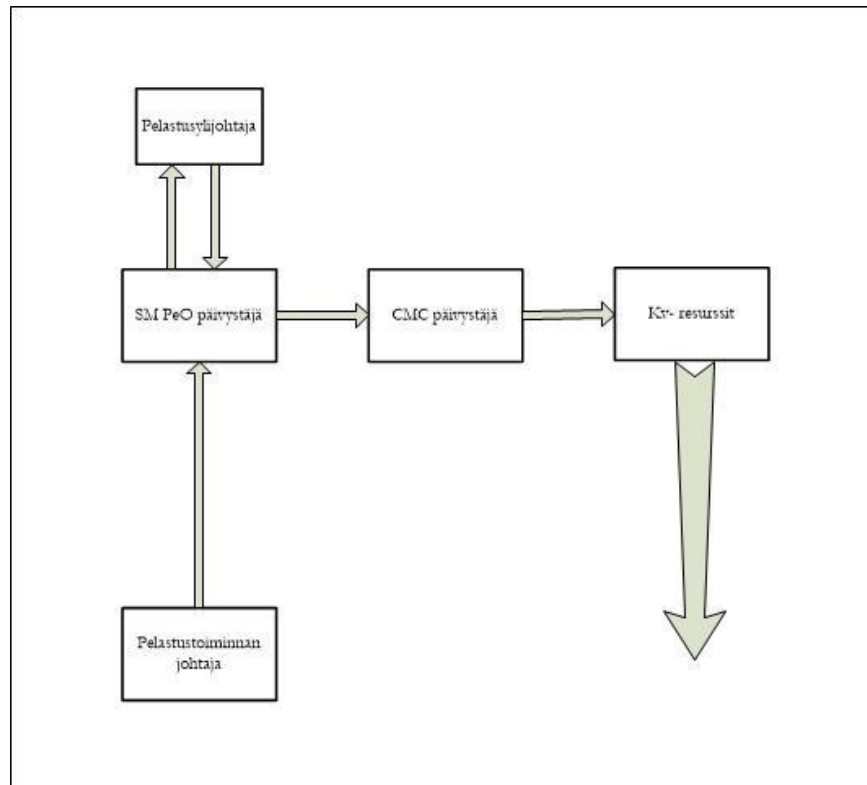 Pelastusylijohtaja
SM PeO päivystäjä
CMC päivystäjä
Kv- resurssit
Pelastustoiminnan
johtaja